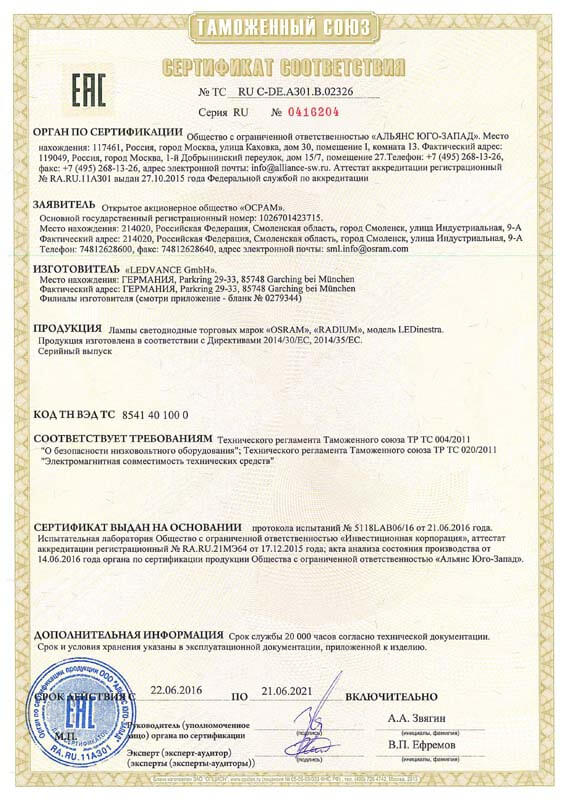 ТАМОЖЕННЫЙ СОЮЗ
СЕРТИФИКАТ СООТВЕТСТВИЯ
ЕАС
№ ТС RU C-DE.АЗ01.В.02326
Серия RU № 0416204
ОРГАН ПО СЕРТИФИКАЦИИ Общество с ограниченной ответственностью «АЛЬЯНС ЮГО-ЗАПАД». Место
нахождения: 117461, Россия, город Москва, улица Каховка, дом 30, помещение I, комната 13. Фактический адрес:
119049, Россия, город Москва, 1-й Добрынинский переулок, дом 15/7, помещение 27.Телефон: +7 (495) 268-13-26,
факс: +7 (495) 268-13-26, адрес электронной почты: info@alliance-sw.ru. Аттестат аккредитации регистрационный
№ RA.RU.11АЗ01 выдан 27.10.2015 года Федеральной службой по аккредитации
ЗАЯВИТЕЛЬ Открытое акционерное общество «ОСРАМ».
Основной государственный регистрационный номер: 1026701423715.
Место нахождения: 214020, Российская Федерация, Смоленская область, город Смоленск, улица Индустриальная, 9-А
Фактический адрес: 214020, Российская Федерация, Смоленская область, город Смоленск, улица Индустриальная, 9-А
Телефон: 74812628600, факс: 74812628640, адрес электронной почты: sml.info@osram.com
ИЗГОТОВИТЕЛЬ «LEDVANCE GmbH».
Место нахождения: ГЕРМАНИЯ, Parkring 29-33, 85748 Garching bei München
Фактический адрес: ГЕРМАНИЯ, Parkring 29-33, 85748 Garching bei München
Филиалы изготовителя (смотри приложение - бланк № 0279344)
ПРОДУКЦИЯ Лампы светодиодные торговых марок «OSRAM», «RADIUM», модель LEDinestra.
Продукция изготовлена в соответствии с Директивами 2014/30/ЕС, 2014/35/ЕС.
Серийный выпуск
КОД ТН ВЭД ТС 8541 40 100 0
СООТВЕТСТВУЕТ ТРЕБОВАНИЯМ Технического регламента Таможенного союза ТР ТС 004/2011
"О безопасности низковольтного оборудования"; Технического регламента Таможенного союза ТР ТС 020/2011
"Электромагнитная совместимость технических средств"
СЕРТИФИКАТ ВЫДАН НА ОСНОВАНИИ протокола испытаний № 5118LAB06/16 от 21.06.2016 года.
Испытательная лаборатория Общество с ограниченной ответственностью «Инвестиционная корпорация», аттестат
аккредитации регистрационный № RA.RU.21МЭ64 от 17.12.2015 года; акта анализа состояния производства от
14.06.2016 года органа по сертификации продукции Общества с ограниченной ответственностью «Альянс Юго-Запад».
ДОПОЛНИТЕЛЬНАЯ ИНФОРМАЦИЯ Срок службы 20 000 часов согласно технической документации.
Срок и условия хранения указаны в эксплуатационной документации, приложенной к изделию.
СРОК ДЕЙСТВИЯ С 22.06.2016 ПО 21.06.2021 ВКЛЮЧИТЕЛЬНО
М.П.
Руководитель (уполномоченное
лицо) органа по сертификации
(подпись)
А.А. Звягин
(инициалы, фамилия)
Эксперт (эксперт-аудитор)
(эксперты (эксперты-аудиторы))
(подпись)
В.П. Ефремов
(инициалы, фамилия)
Орган по сертификации продукции ООО "АЛЬЯНС ЮГО-ЗАПАД"
ЕАС
СЕРТИФИКАТОВ
RA.RU.11АЗ01